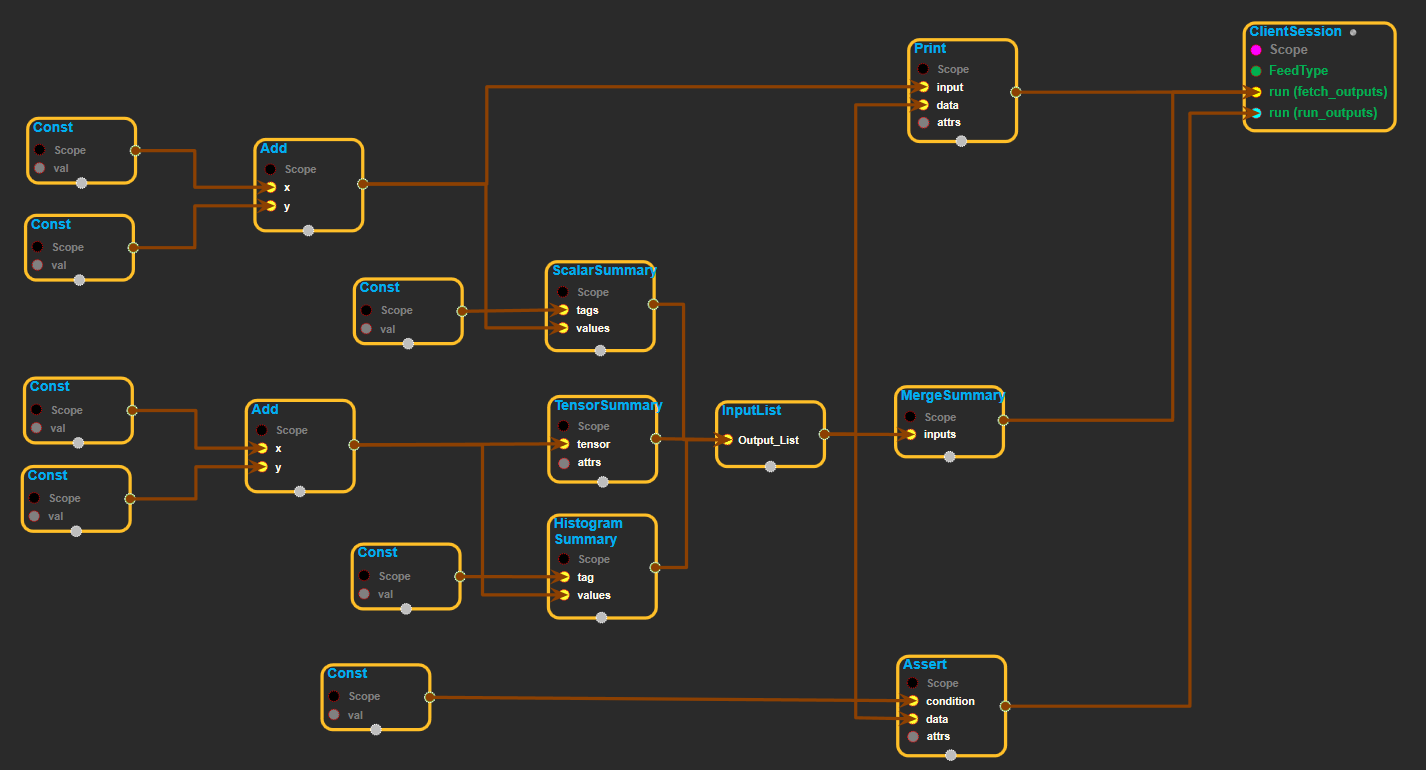 Const
Scope
val
Const
Scope
val
Add
Scope
x
y
Print
Scope
input
data
attrs
ClientSession
Scope
FeedType
run (fetch_outputs)
run (run_outputs)
Const
Scope
val
ScalarSummary
Scope
tags
values
Const
Scope
val
Const
Scope
val
Add
Scope
x
y
TensorSummary
Scope
tensor
attrs
InputList
Output_List
MergeSummary
Scope
inputs
Const
Scope
val
Histogram
Summary
Scope
tag
values
Const
Scope
val
Assert
Scope
condition
data
attrs